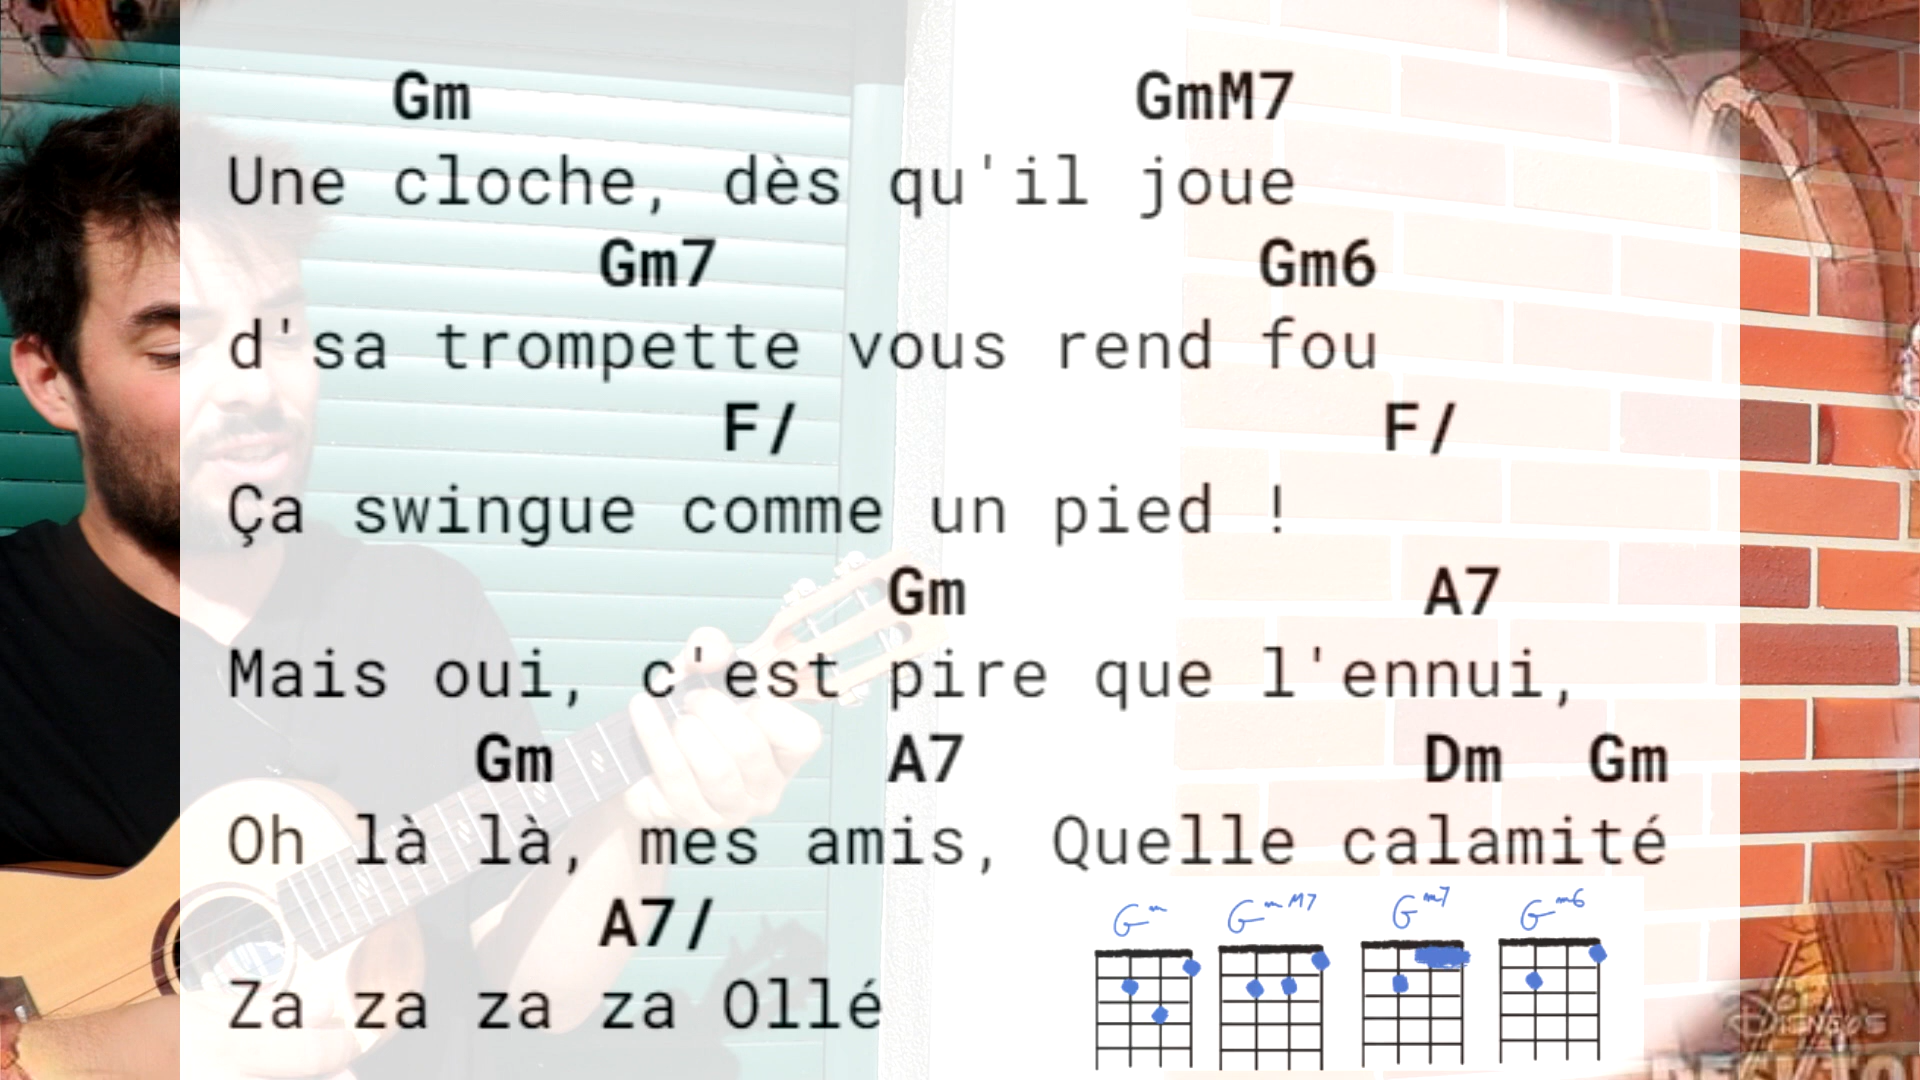 Gm GmM7
Une cloche, dès qu'il joue
Gm7 Gm6
d'sa trompette vous rend fou
F/ F/
Ça swingue comme un pied !
Gm A7
Mais oui, c'est pire que l'ennui,
Gm A7 Dm Gm
Oh là là, mes amis, Quelle calamité
A7/
Za za za za Ollé
Gm GmM7 Gm7 Gm6